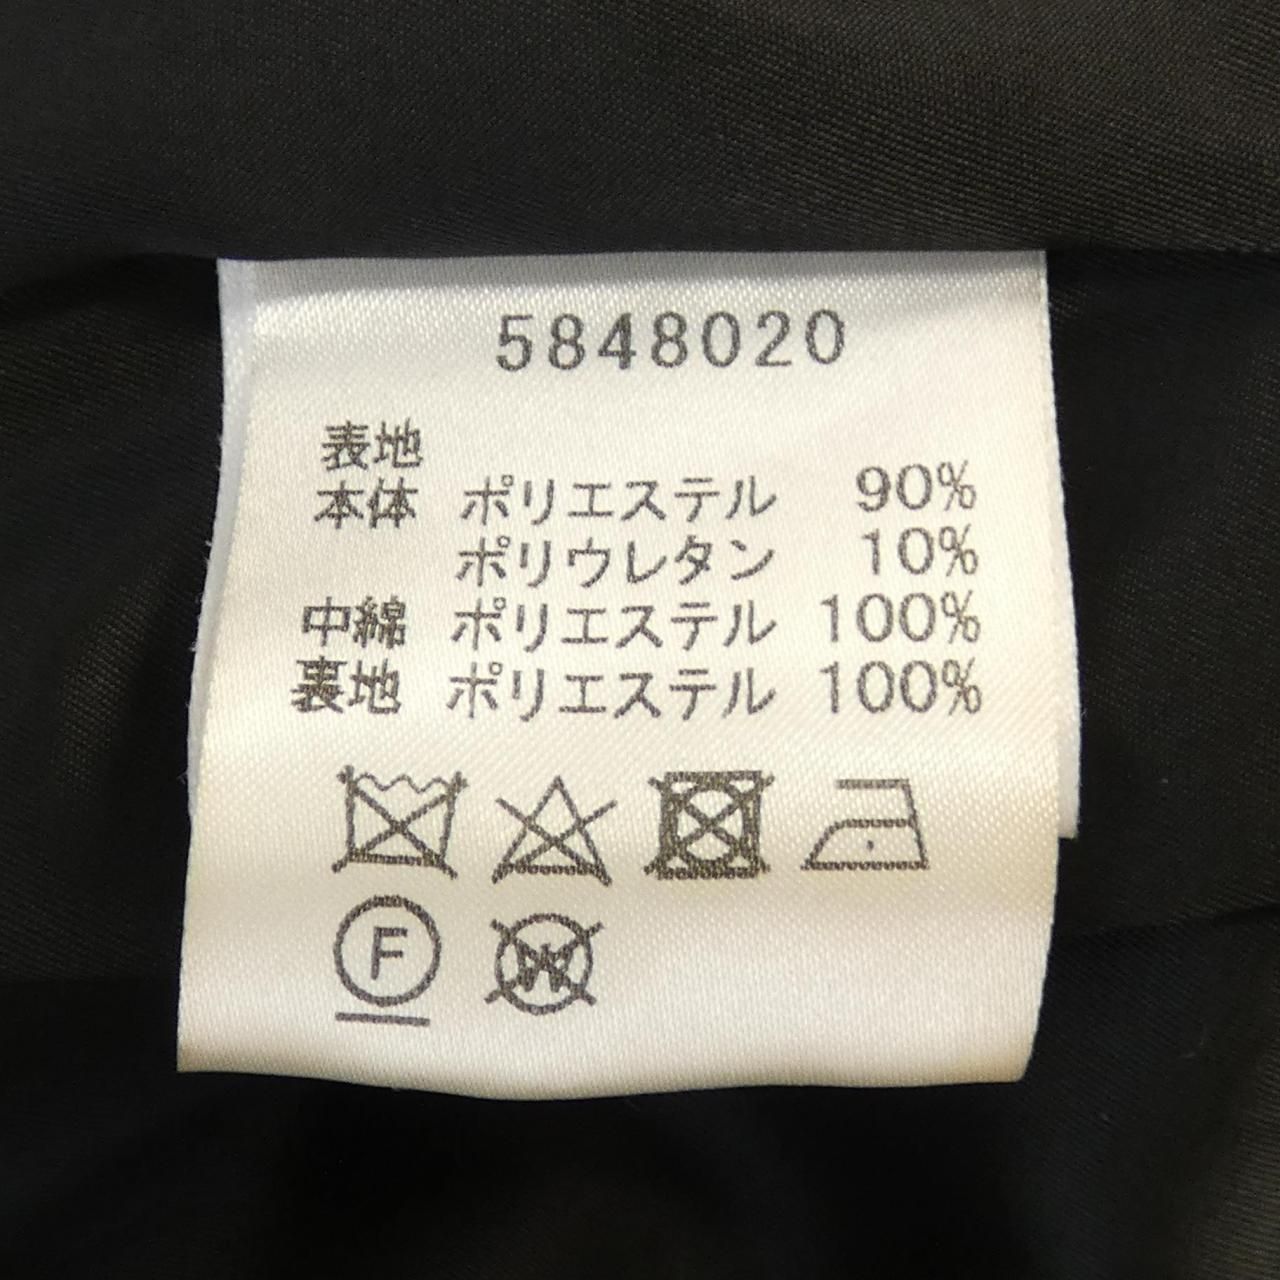 5848020
表地
本体 ポリエステル 90%
ポリウレタン 10%
中綿 ポリエステル 100%
裏地 ポリエステル 100%
F W